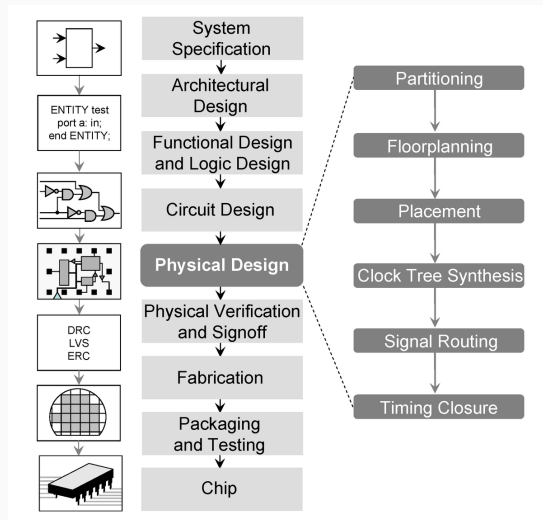 ENTITY test
port a: in;
end ENTITY;
DRC
LVS
ERC
System
Specification
Architectural
Design
Functional Design
and Logic Design
Circuit Design
Physical Design
Physical Verification
and Signoff
Fabrication
Packaging
and Testing
Chip
Partitioning
Floorplanning
Placement
Clock Tree Synthesis
Signal Routing
Timing Closure